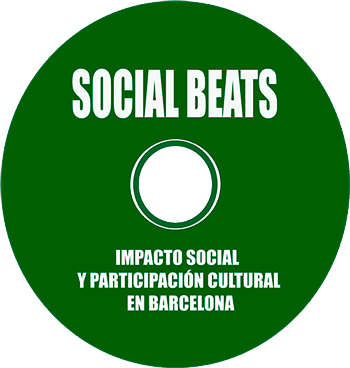 SOCIAL BEATS
IMPACTO SOCIAL
Y PARTICIPACIÓN CULTURAL
EN BARCELONA